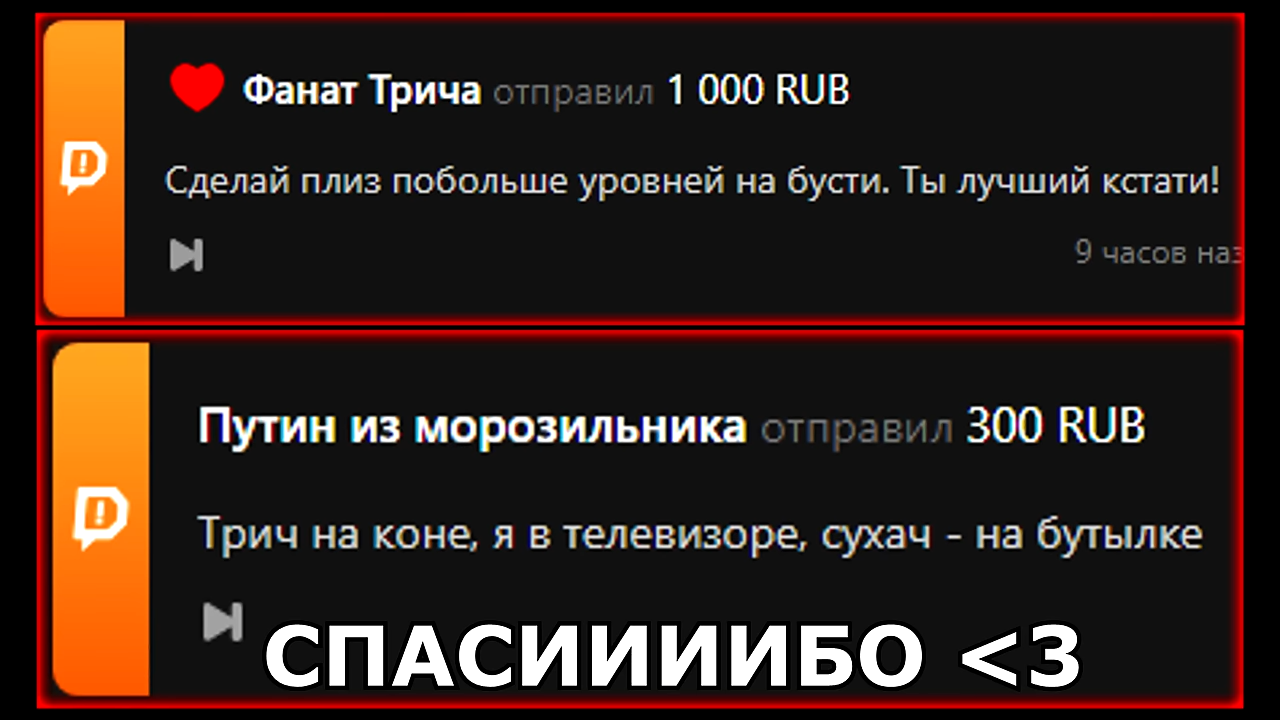 Фанат Трича отправил 1 000 RUB
Сделай плиз побольше уровней на бусти. Ты лучший кстати!
9 часов наз
Путин из морозильника отправил 300 RUB
Трич на коне, я в телевизоре, сухач - на бутылке
СПАСИИИИБО <3